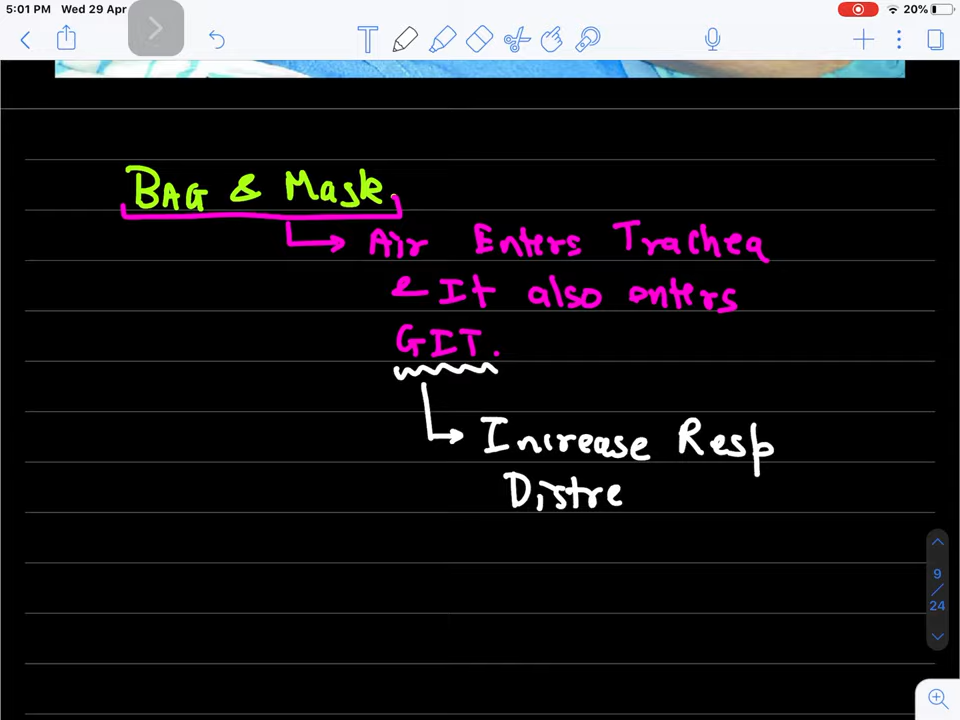 5:01 PM Wed 29 Apr
20%
T
BAG & Mask.
Air Enters Trachea
& It also enters
GIT.
Increase Resp
Distre
9
/
24